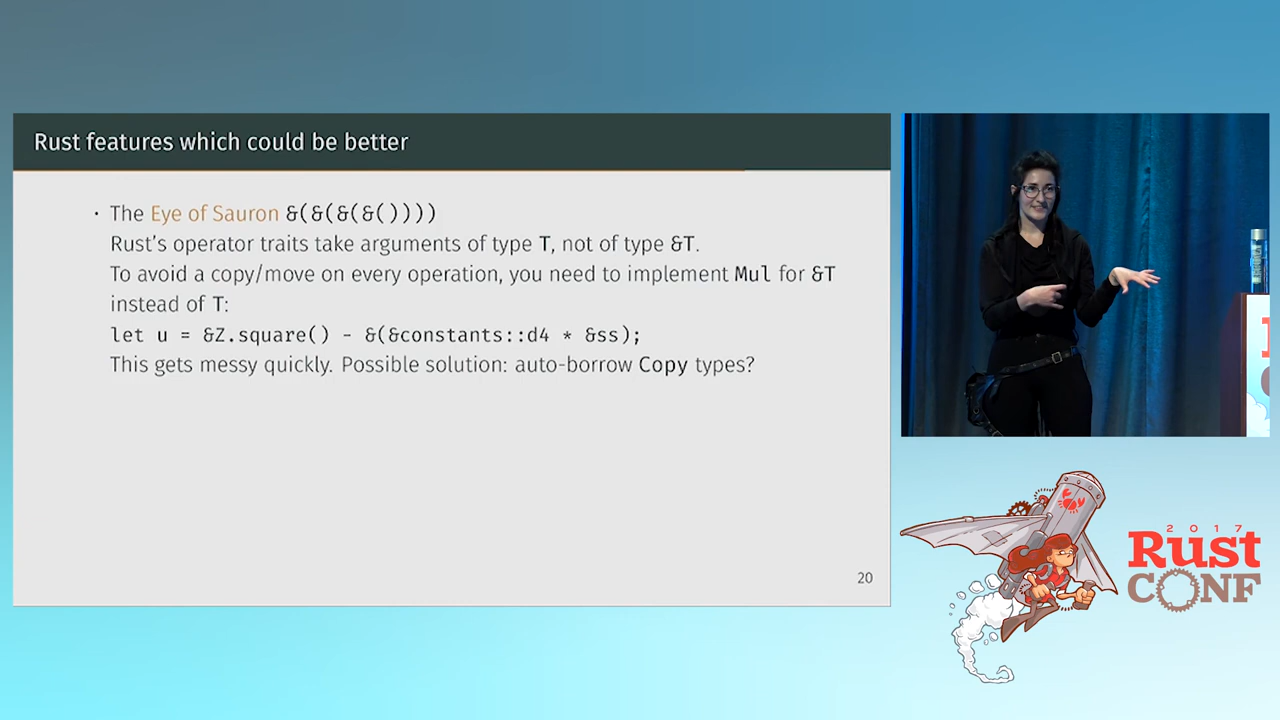 Rust features which could be better
· The Eye of Sauron &(&(&(&())))
Rust's operator traits take arguments of type T, not of type &T.
To avoid a copy/move on every operation, you need to implement Mul for &T
instead of T:
let u = &Z.square() - &(&constants::d4 * &ss);
This gets messy quickly. Possible solution: auto-borrow Copy types?
20
2017
Rust
CONF